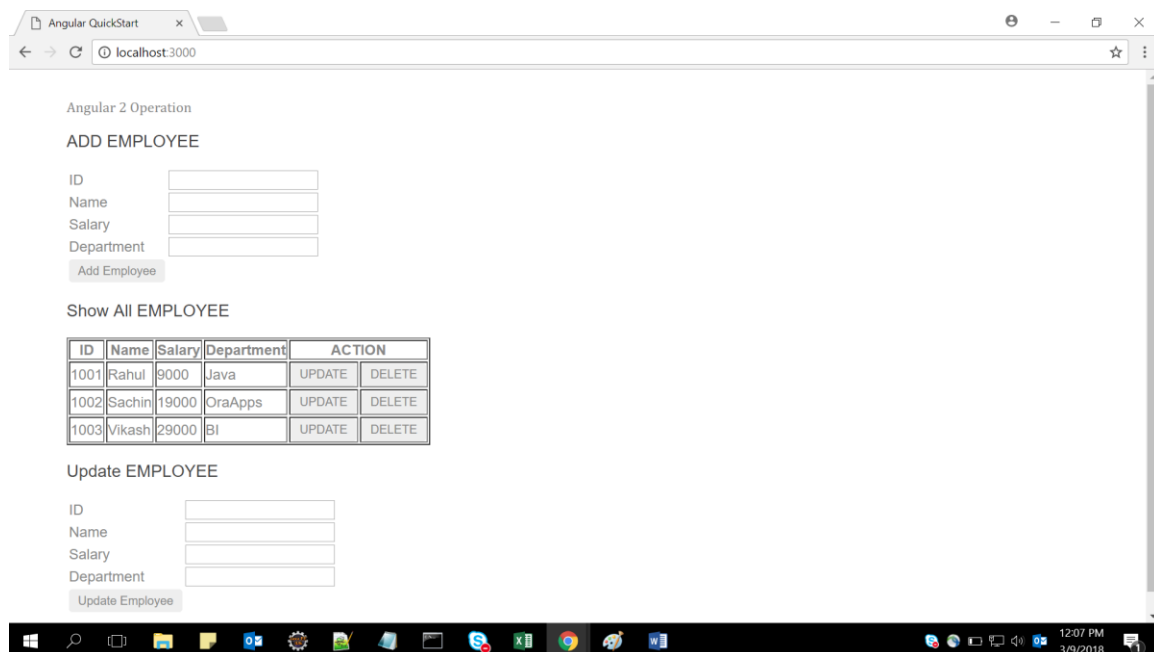 Angular QuickStart
localhost:3000
Angular 2 Operation
ADD EMPLOYEE
ID
Name
Salary
Department
Add Employee
Show All EMPLOYEE
ID Name Salary Department ACTION
1001 Rahul 9000 Java UPDATE DELETE
1002 Sachin 19000 OraApps UPDATE DELETE
1003 Vikash 29000 BI UPDATE DELETE
Update EMPLOYEE
ID
Name
Salary
Department
Update Employee
12:07 PM
3/9/2018